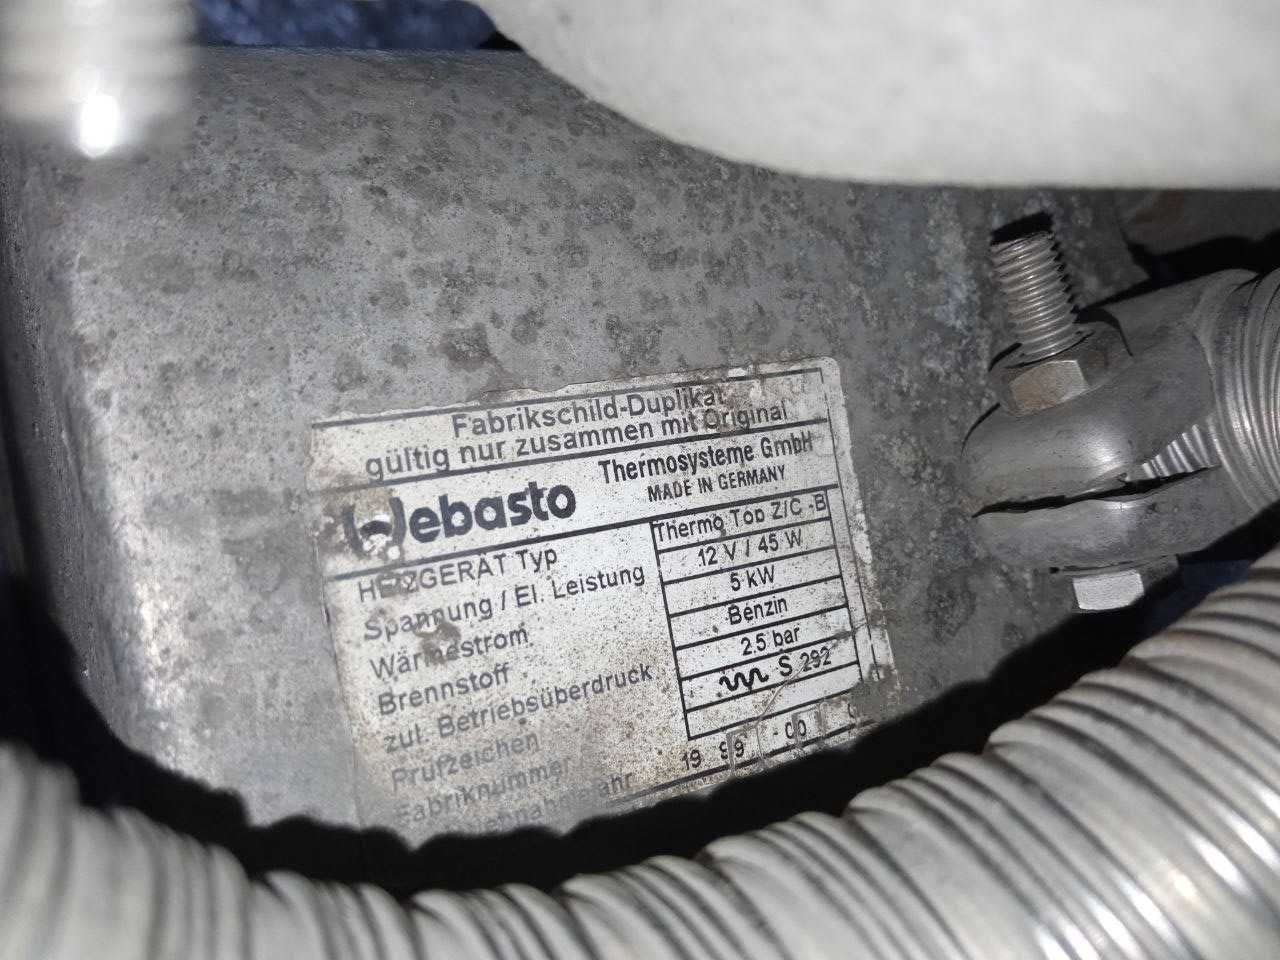 Fabrikschild-Duplikat
gültig nur zusammen mit Original
Webasto Thermosysteme GmbH
MADE IN GERMANY
HEIZGERÄT Typ Thermo Top Z/C -B
Spannung / El. Leistung 12 V / 45 W
Wärmestrom 5 kW
Brennstoff Benzin
zul. Betriebsüberdruck 2.5 bar
Prüfzeichen S 292
Fabriknummer
19 99